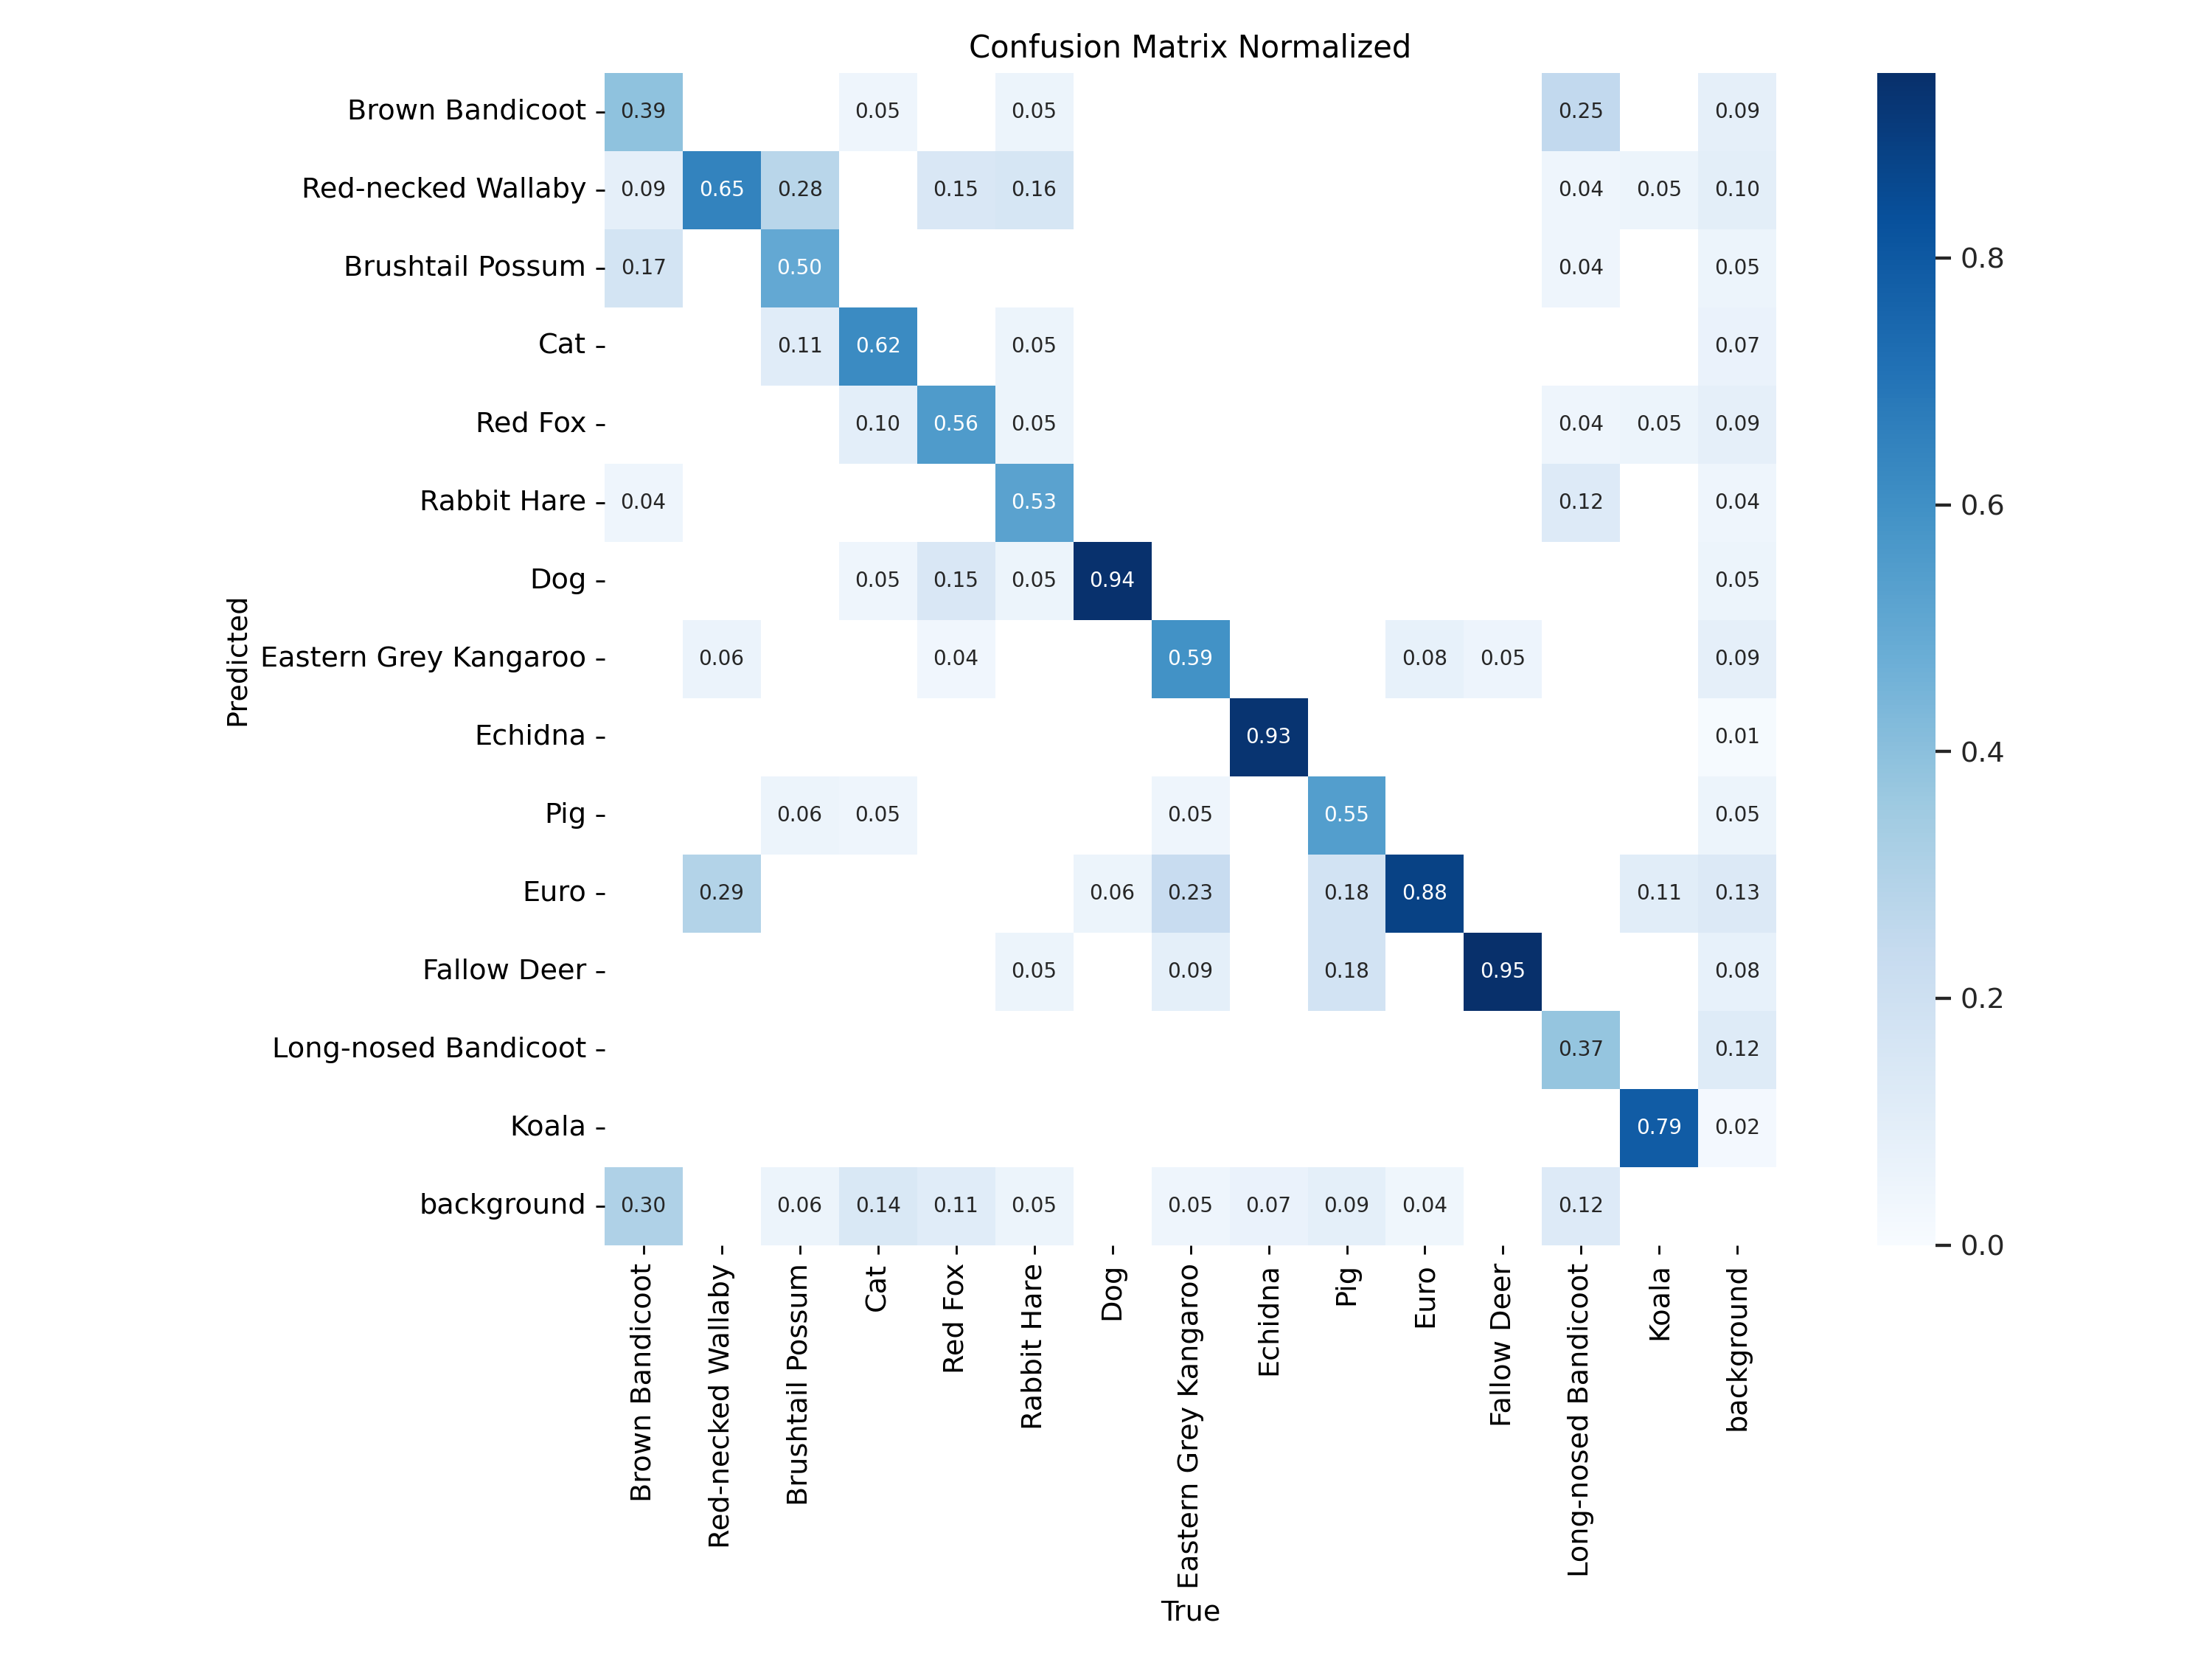 Confusion Matrix Normalized
Brown Bandicoot 0.39 0.05 0.05 0.25 0.09
Red-necked Wallaby 0.09 0.65 0.28 0.15 0.16 0.04 0.05 0.10
Brushtail Possum 0.17 0.50 0.04 0.05
Cat 0.11 0.62 0.05 0.07
Red Fox 0.10 0.56 0.05 0.04 0.05 0.09
Rabbit Hare 0.04 0.53 0.12 0.04
Dog 0.05 0.15 0.05 0.94 0.05
Eastern Grey Kangaroo 0.06 0.04 0.59 0.08 0.05 0.09
Echidna 0.93 0.01
Pig 0.06 0.05 0.05 0.55 0.05
Euro 0.29 0.06 0.23 0.18 0.88 0.11 0.13
Fallow Deer 0.05 0.09 0.18 0.95 0.08
Long-nosed Bandicoot 0.37 0.12
Koala 0.79 0.02
background 0.30 0.06 0.14 0.11 0.05 0.05 0.07 0.09 0.04 0.12
Predicted
Brown Bandicoot
Red-necked Wallaby
Brushtail Possum
Cat
Red Fox
Rabbit Hare
Dog
Eastern Grey Kangaroo
Echidna
Pig
Euro
Fallow Deer
Long-nosed Bandicoot
Koala
background
True
0.8
0.6
0.4
0.2
0.0